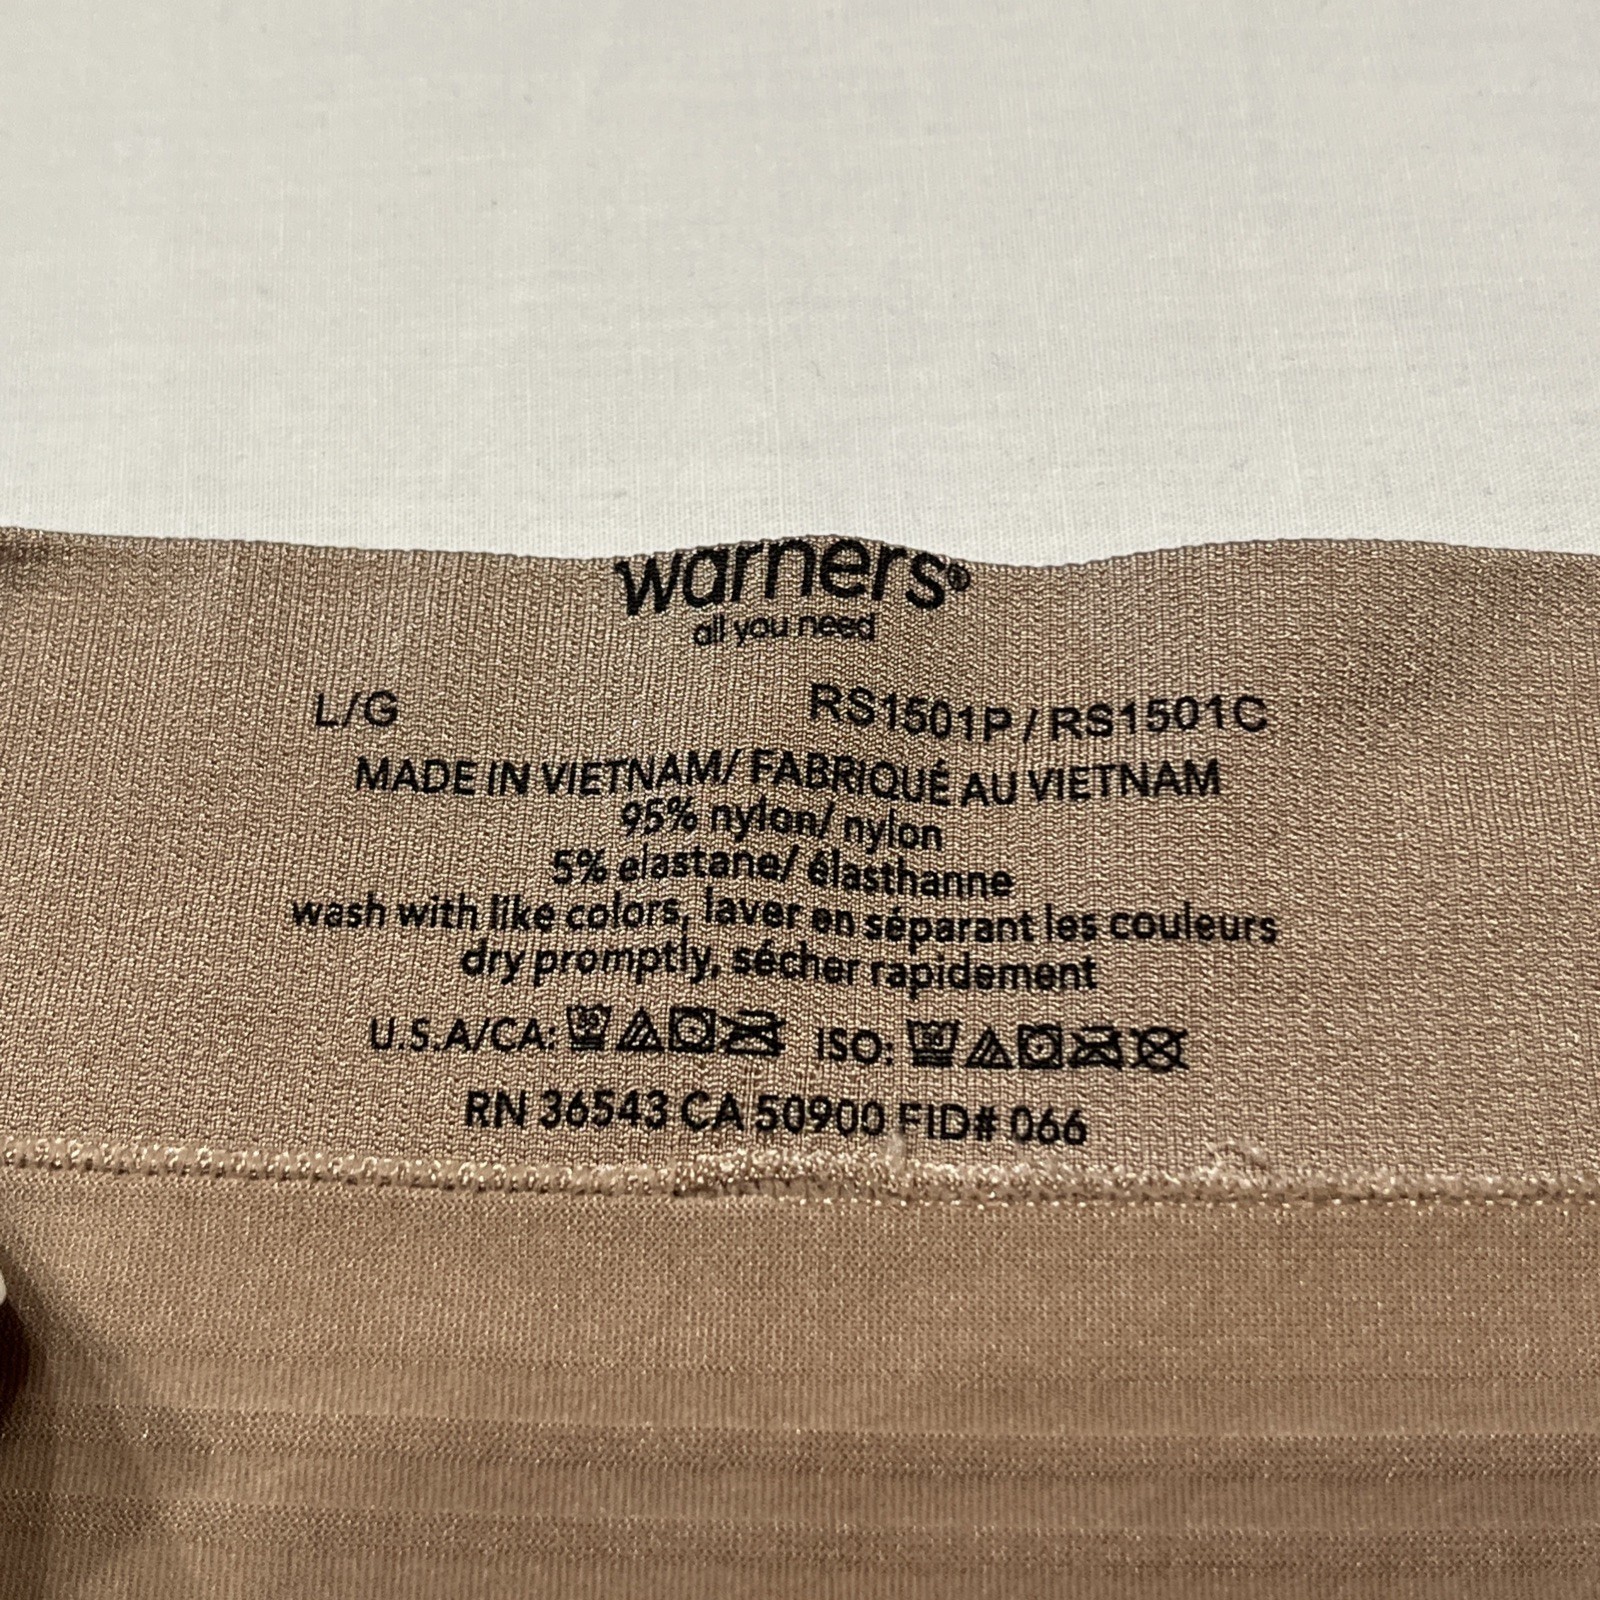 warners®
all you need
L/G RS1501P / RS1501C
MADE IN VIETNAM/ FABRIQUÉ AU VIETNAM
95% nylon/ nylon
5% elastane/ élasthanne
wash with like colors, laver en séparant les couleurs
dry promptly, sécher rapidement
U.S.A/CA: ISO:
RN 36543 CA 50900 FID# 066